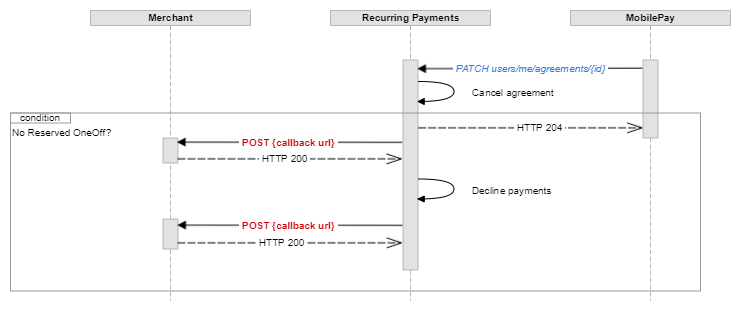 Merchant
Recurring Payments
MobilePay
PATCH users/me/agreements/{id}
Cancel agreement
condition
No Reserved OneOff?
HTTP 204
POST {callback url}
HTTP 200
Decline payments
POST {callback url}
HTTP 200